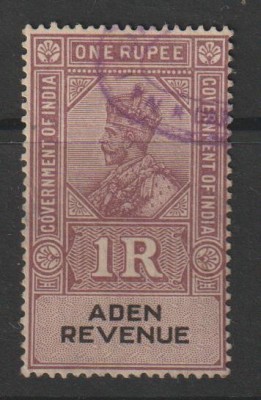 ONE RUPEE
GOVERNMENT OF INDIA
GOVERNMENT OF INDIA
1R
ADEN
REVENUE